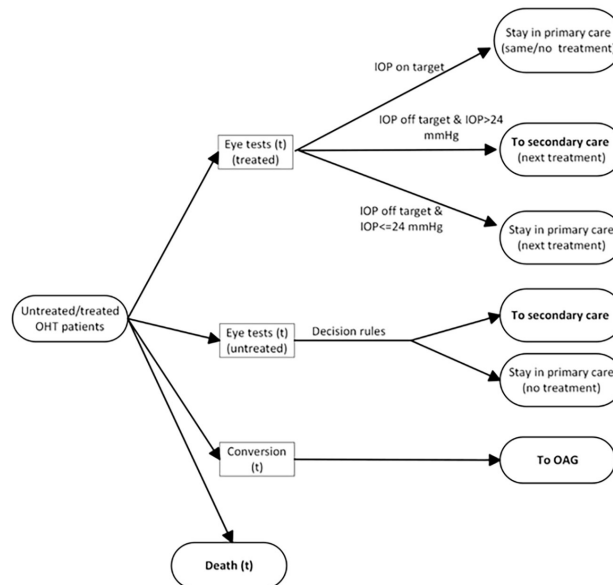 Stay in primary care
(same/no treatment)
IOP on target
IOP off target & IOP>24
mmHg
To secondary care
(next treatment)
Eye tests (t)
(treated)
IOP off target &
IOP<=24 mmHg
Stay in primary care
(next treatment)
Untreated/treated
OHT patients
Eye tests (t)
(untreated)
Decision rules
To secondary care
Stay in primary care
(no treatment)
Conversion
(t)
To OAG
Death (t)